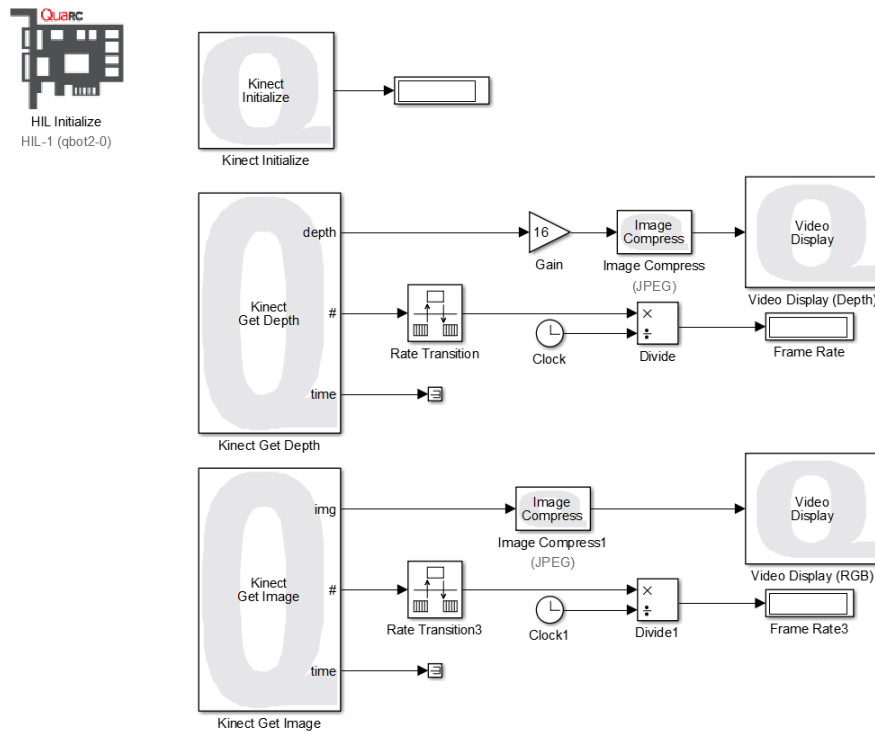 QUARC
HIL Initialize
HIL-1 (qbot2-0)
Kinect
Initialize
Kinect Initialize
depth
Kinect
Get Depth
#
time
Kinect Get Depth
Rate Transition
16
Gain
Image
Compress
Image Compress
(JPEG)
Video
Display
Video Display (Depth)
Clock
×
÷
Divide
Frame Rate
img
Kinect
Get Image
#
time
Kinect Get Image
Rate Transition3
Image
Compress
Image Compress1
(JPEG)
Video
Display
Video Display (RGB)
Clock1
×
÷
Divide1
Frame Rate3